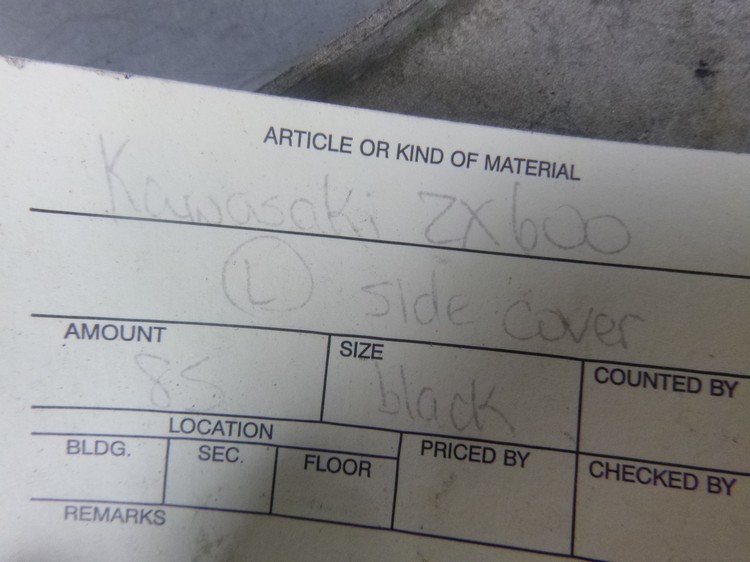 ARTICLE OR KIND OF MATERIAL
Kawasaki ZX600
L side cover
AMOUNT SIZE COUNTED BY
85 black
LOCATION
BLDG. SEC. FLOOR PRICED BY CHECKED BY
REMARKS